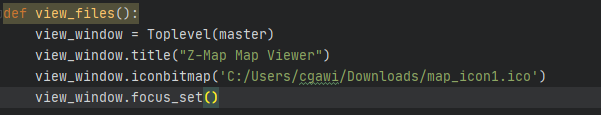 def view_files():
    view_window = Toplevel(master)
    view_window.title("Z-Map Map Viewer")
    view_window.iconbitmap('C:/Users/cgawi/Downloads/map_icon1.ico')
    view_window.focus_set()